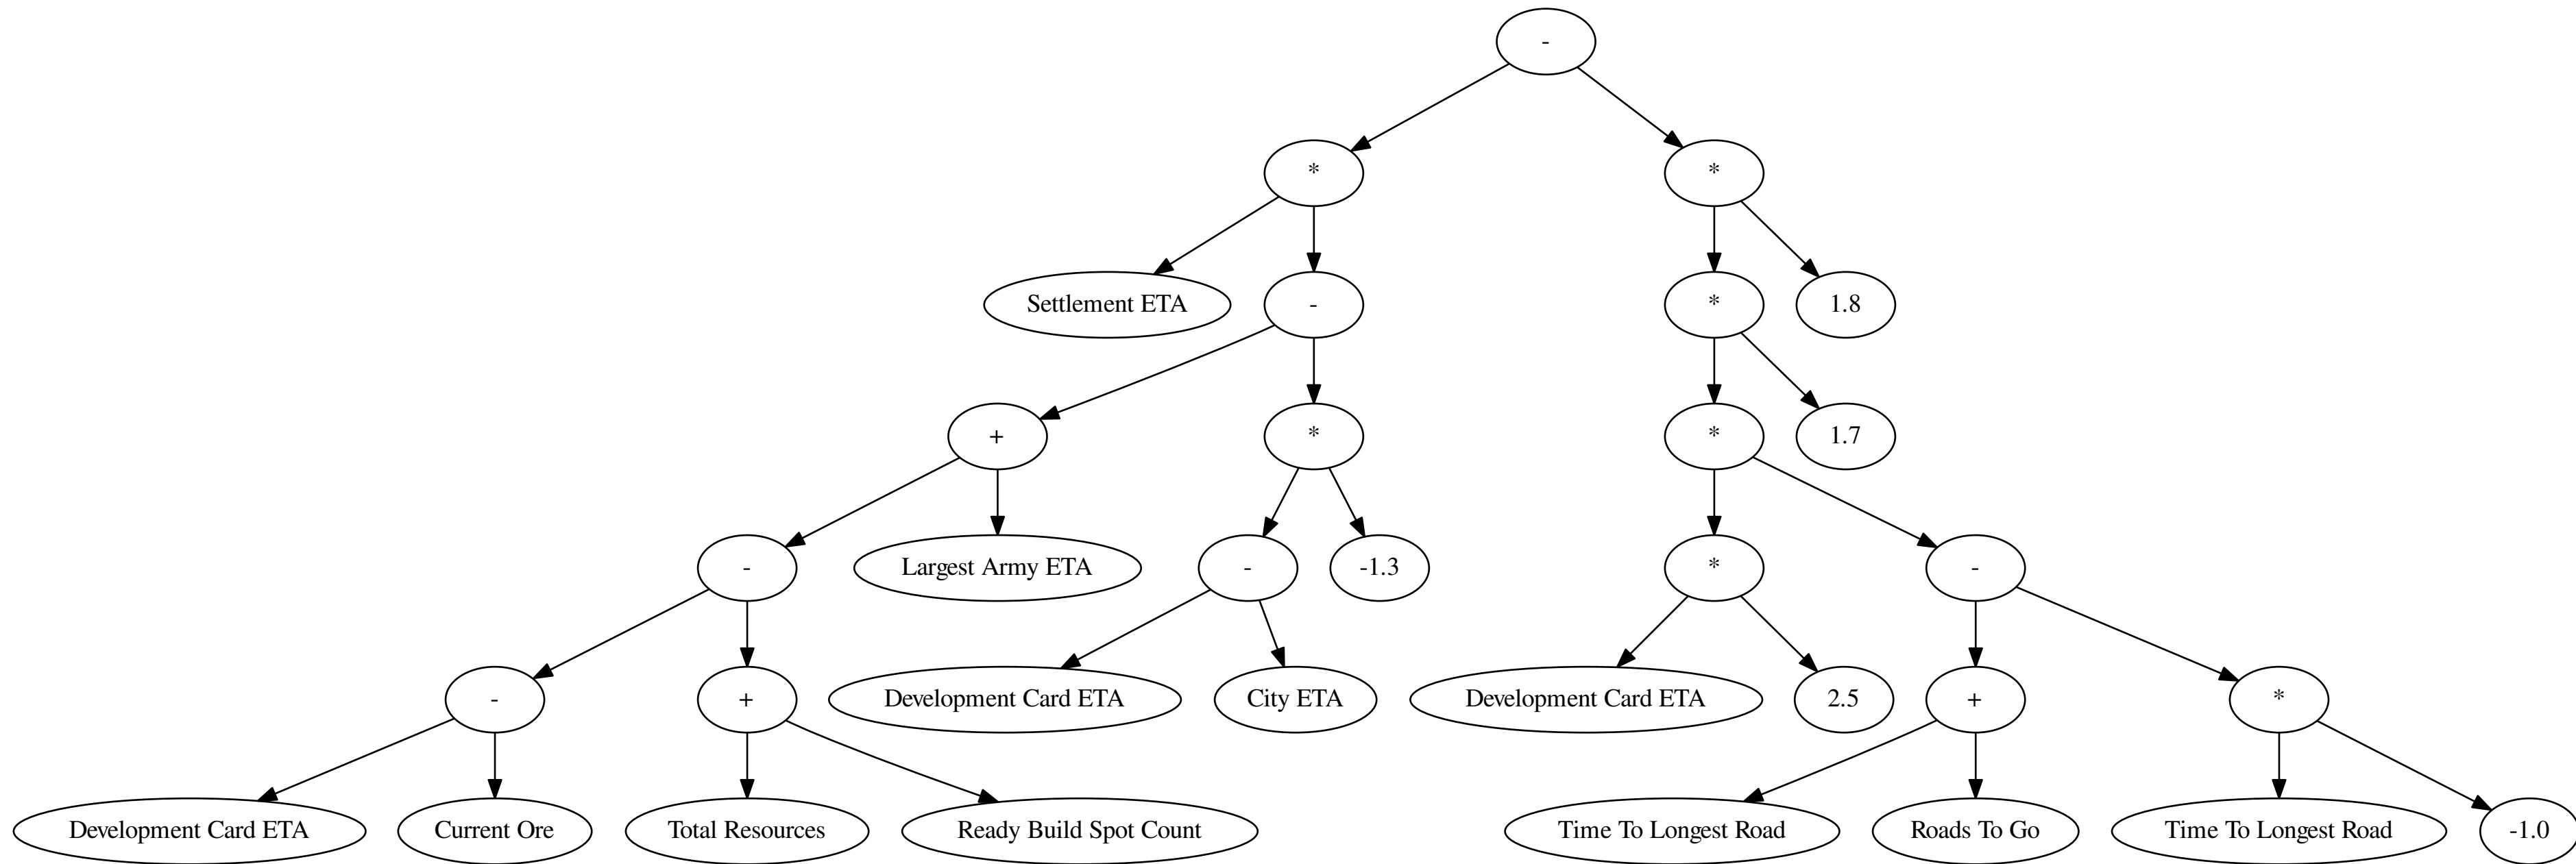 -
*
*
Settlement ETA
-
*
1.8
+
*
*
1.7
-
Largest Army ETA
-
-1.3
*
-
-
+
Development Card ETA
City ETA
Development Card ETA
2.5
+
*
Development Card ETA
Current Ore
Total Resources
Ready Build Spot Count
Time To Longest Road
Roads To Go
Time To Longest Road
-1.0